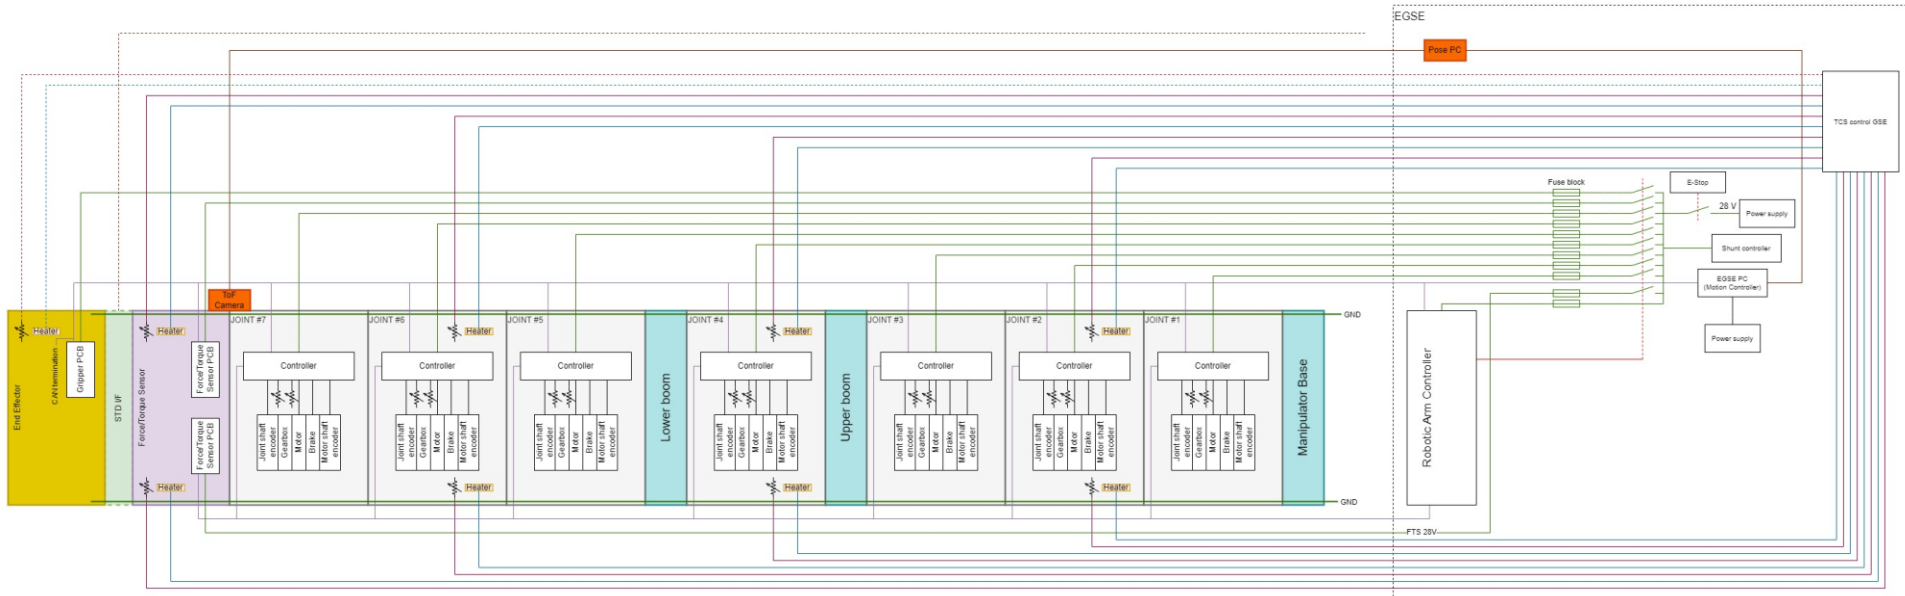 EGSE
Pose PC
TCS control GSE
Fuse block
E-Stop
28 V
Power supply
Shunt controller
EGSE PC
(Motion Controller)
Power supply
ToF
Camera
GND
Heater
CAN termination
Gripper PCB
End Effector
STD I/F
Heater
Force/Torque
Sensor PCB
Force/Torque Sensor
Force/Torque
Sensor PCB
Heater
JOINT #7
Controller
Joint shaft
encoder
Gearbox
Motor
Brake
Motor shaft
encoder
JOINT #6
Heater
Controller
Joint shaft
encoder
Gearbox
Motor
Brake
Motor shaft
encoder
Heater
JOINT #5
Controller
Joint shaft
encoder
Gearbox
Motor
Brake
Motor shaft
encoder
Lower boom
JOINT #4
Heater
Controller
Joint shaft
encoder
Gearbox
Motor
Brake
Motor shaft
encoder
Heater
Upper boom
JOINT #3
Controller
Joint shaft
encoder
Gearbox
Motor
Brake
Motor shaft
encoder
JOINT #2
Heater
Controller
Joint shaft
encoder
Gearbox
Motor
Brake
Motor shaft
encoder
Heater
JOINT #1
Controller
Joint shaft
encoder
Gearbox
Motor
Brake
Motor shaft
encoder
Manipulator Base
Robotic Arm Controller
GND
FTS 28V